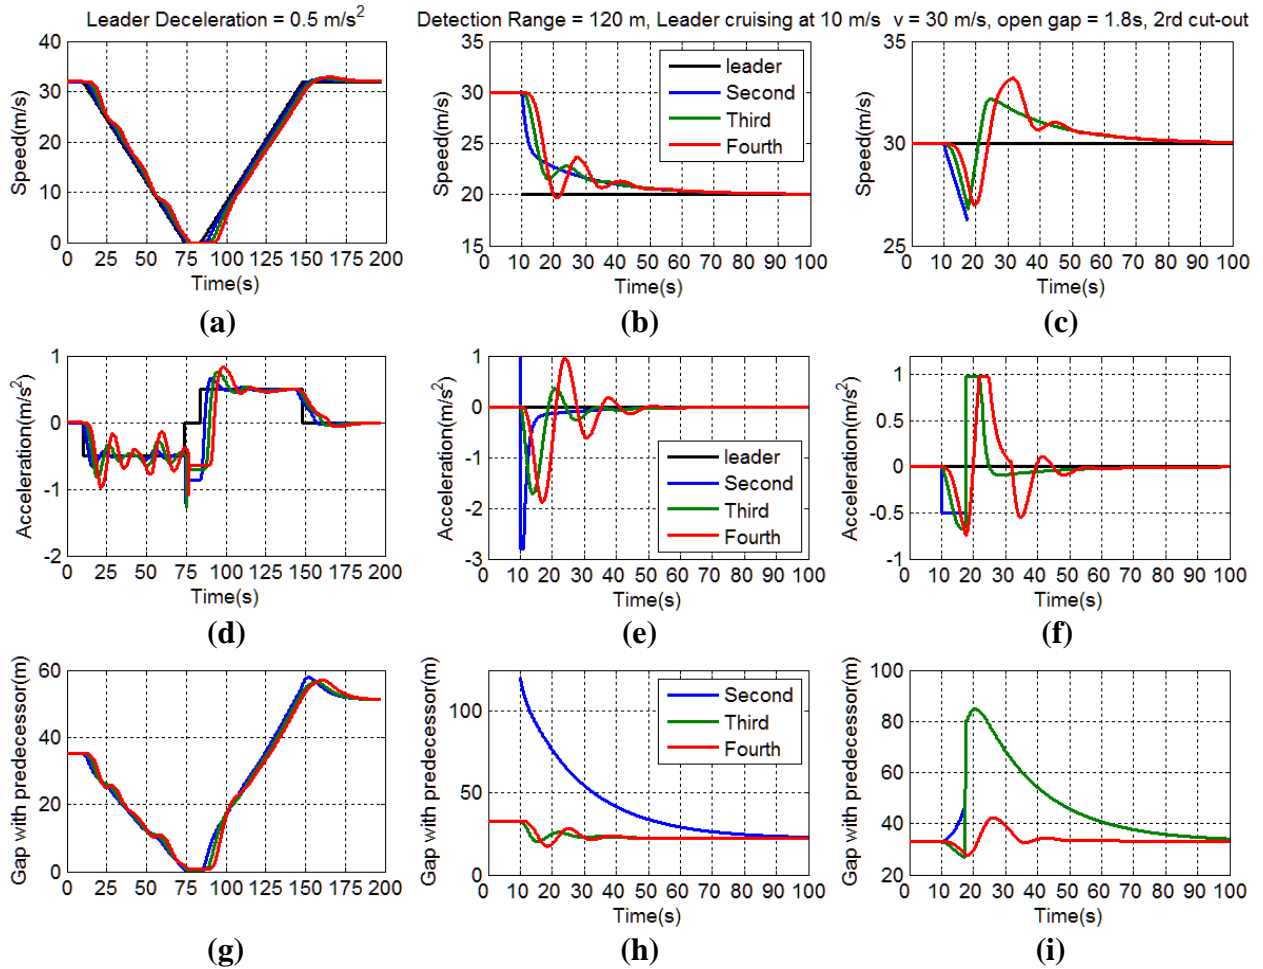 Leader Deceleration = 0.5 m/s²
Detection Range = 120 m, Leader cruising at 10 m/s
v = 30 m/s, open gap = 1.8s, 2rd cut-out
Speed(m/s)
40
30
20
10
0
0 25 50 75 100 125 150 175 200
Time(s)
(a)
Speed(m/s)
35
30
25
20
15
leader
Second
Third
Fourth
0 10 20 30 40 50 60 70 80 90 100
Time(s)
(b)
Speed(m/s)
35
30
25
0 10 20 30 40 50 60 70 80 90 100
Time(s)
(c)
Acceleration(m/s²)
1
0
-1
-2
0 25 50 75 100 125 150 175 200
Time(s)
(d)
Acceleration(m/s²)
1
0
-1
-2
-3
leader
Second
Third
Fourth
0 10 20 30 40 50 60 70 80 90 100
Time(s)
(e)
Acceleration(m/s²)
1
0.5
0
-0.5
-1
0 10 20 30 40 50 60 70 80 90 100
Time(s)
(f)
Gap with predecessor(m)
60
40
20
0
0 25 50 75 100 125 150 175 200
Time(s)
(g)
Gap with predecessor(m)
100
50
0
Second
Third
Fourth
0 10 20 30 40 50 60 70 80 90 100
Time(s)
(h)
Gap with predecessor(m)
100
80
60
40
20
0 10 20 30 40 50 60 70 80 90 100
Time(s)
(i)